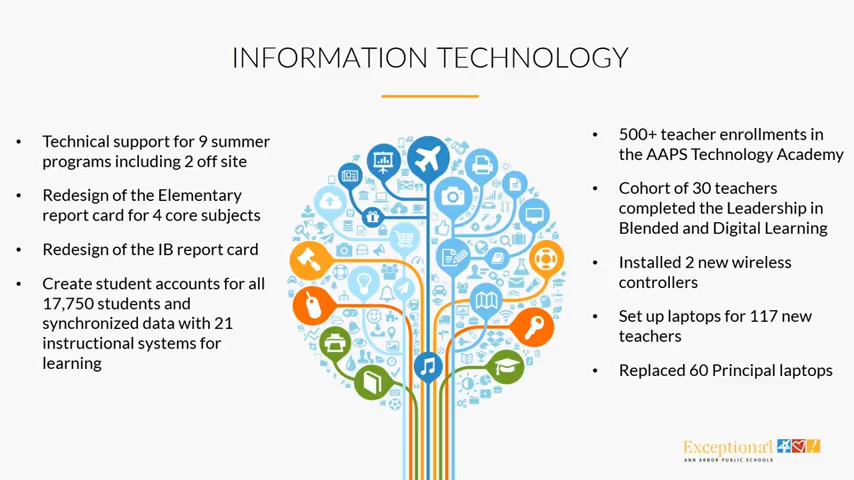 INFORMATION TECHNOLOGY
• Technical support for 9 summer
programs including 2 off site
• Redesign of the Elementary
report card for 4 core subjects
• Redesign of the IB report card
• Create student accounts for all
17,750 students and
synchronized data with 21
instructional systems for
learning
• 500+ teacher enrollments in
the AAPS Technology Academy
• Cohort of 30 teachers
completed the Leadership in
Blended and Digital Learning
• Installed 2 new wireless
controllers
• Set up laptops for 117 new
teachers
• Replaced 60 Principal laptops
Exceptional
ANN ARBOR PUBLIC SCHOOLS